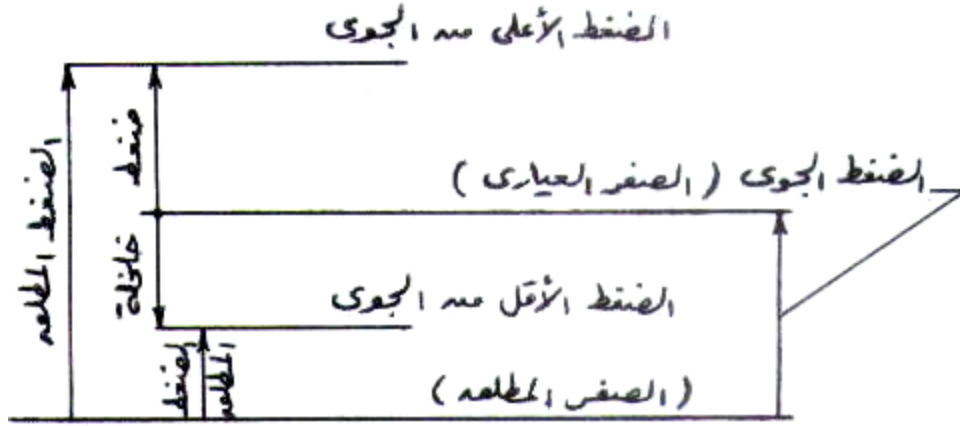 الضغط الأعلى من الجوى
الضغط الجوى ( الصفر العيارى )
الضغط الأقل من الجوى
( الصفر المطلق )
الضغط المطلق
ضغط
خلخلة
الضغط
المطلق